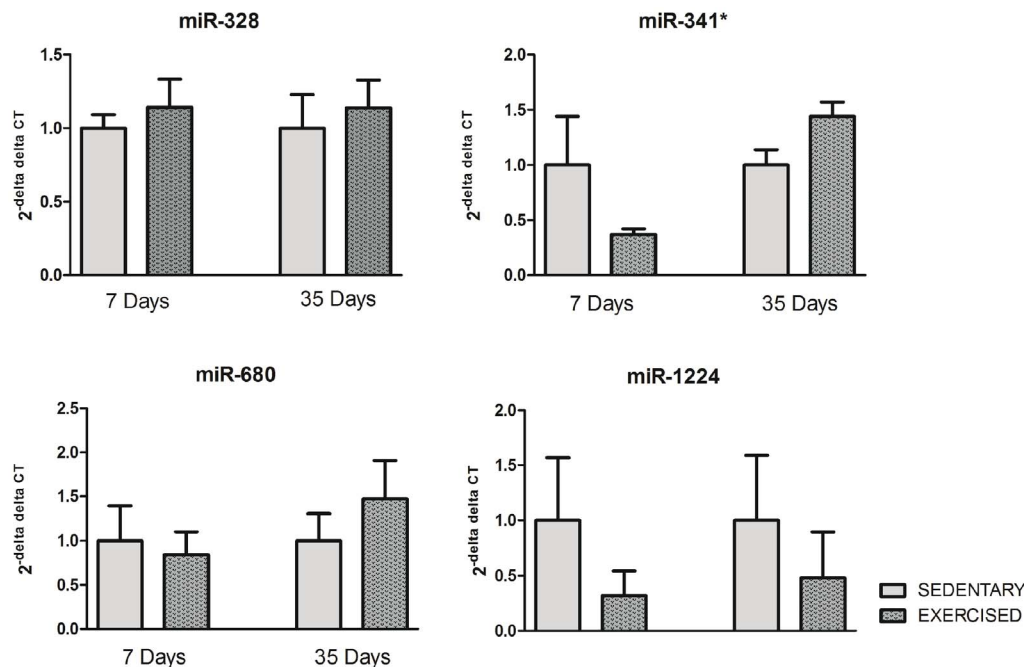 miR-328
2-delta delta CT
1.5
1.0
0.5
0.0
7 Days 35 Days
miR-341*
2-delta delta CT
2.0
1.5
1.0
0.5
0.0
7 Days 35 Days
miR-680
2-delta delta CT
2.5
2.0
1.5
1.0
0.5
0.0
7 Days 35 Days
miR-1224
2-delta delta CT
2.0
1.5
1.0
0.5
0.0
SEDENTARY
EXERCISED